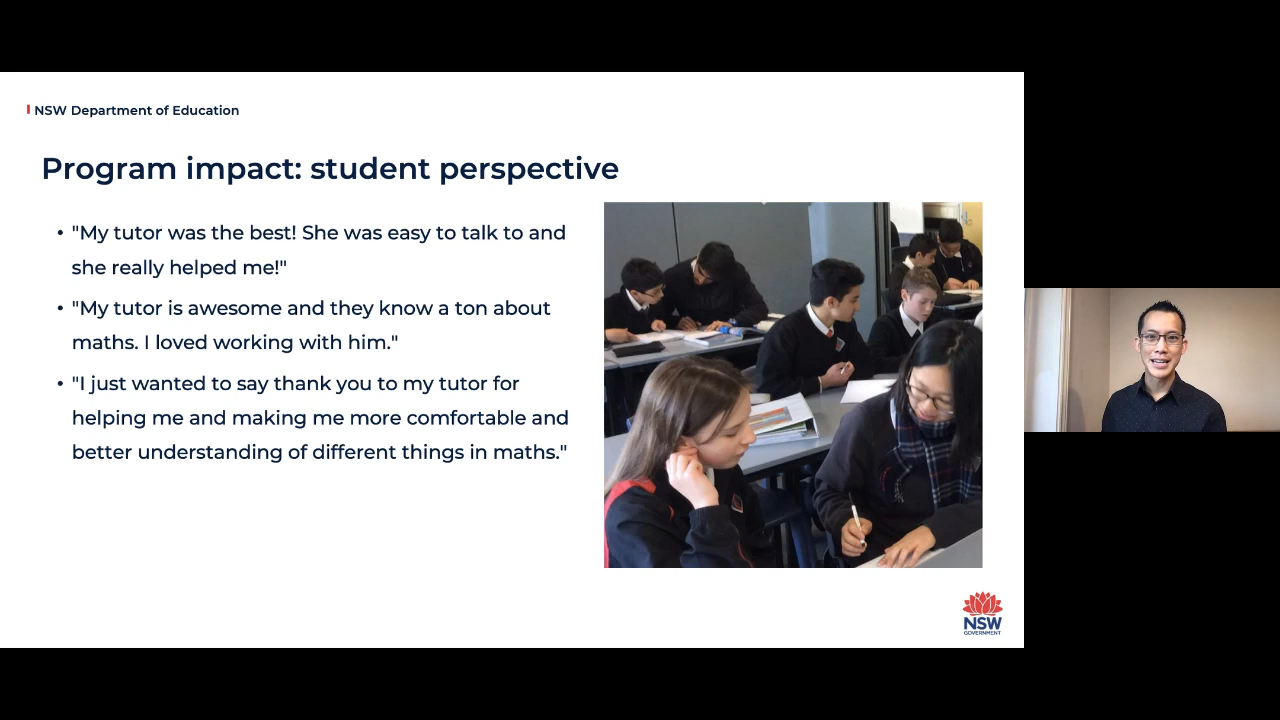 NSW Department of Education
Program impact: student perspective
• "My tutor was the best! She was easy to talk to and
she really helped me!"
• "My tutor is awesome and they know a ton about
maths. I loved working with him."
• "I just wanted to say thank you to my tutor for
helping me and making me more comfortable and
better understanding of different things in maths."
NSW
GOVERNMENT